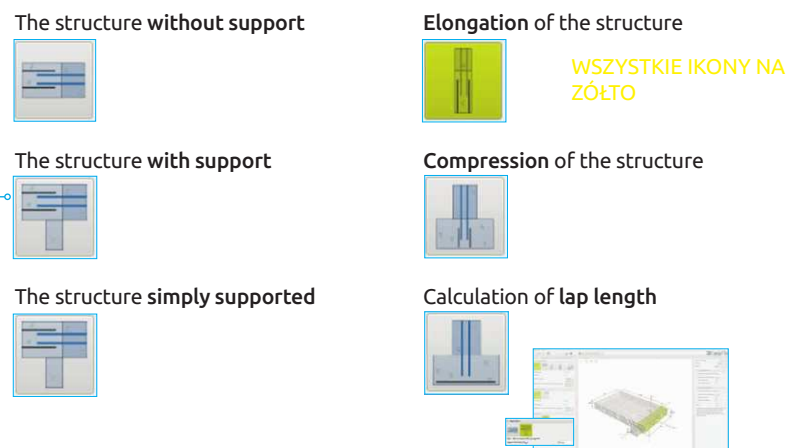 The structure without support
Elongation of the structure
WSZYSTKIE IKONY NA
ZÓŁTO
The structure with support
Compression of the structure
The structure simply supported
Calculation of lap length